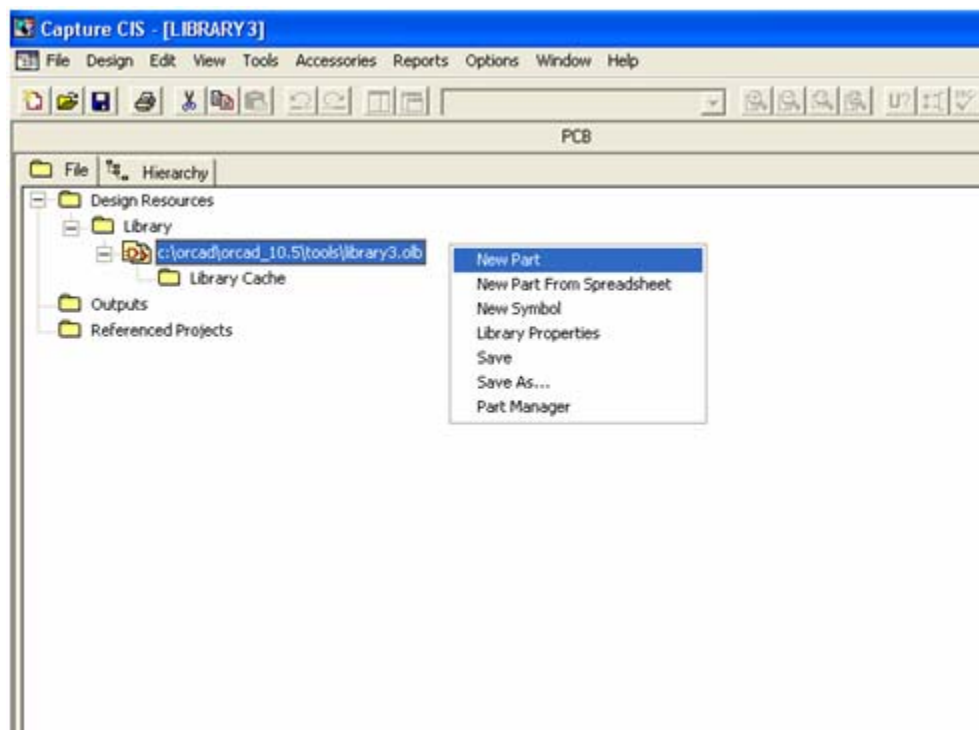 Capture CIS - [LIBRARY3]
File Design Edit View Tools Accessories Reports Options Window Help
U?
PCB
File Hierarchy
Design Resources
Library
c:\orcad\orcad_10.5\tools\library3.olb
Library Cache
Outputs
Referenced Projects
New Part
New Part From Spreadsheet
New Symbol
Library Properties
Save
Save As...
Part Manager